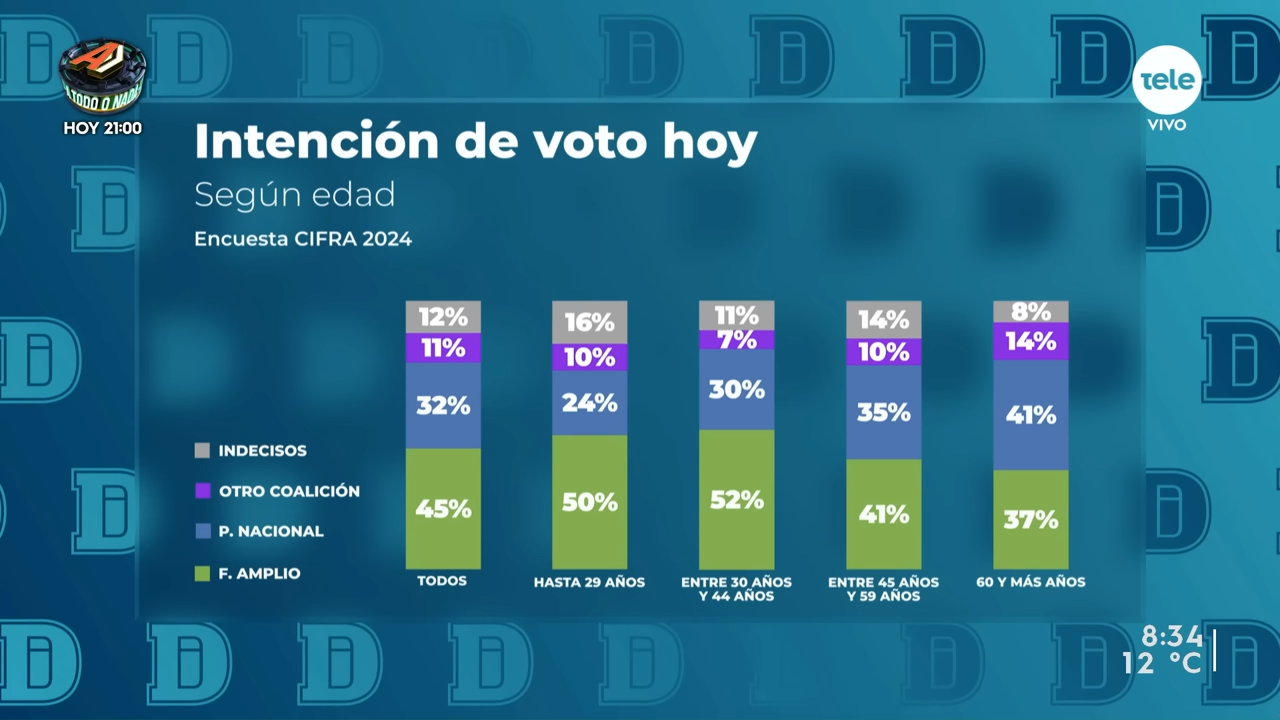 A TODO O NADA
HOY 21:00
tele
VIVO
Intención de voto hoy
Según edad
Encuesta CIFRA 2024
12%
11%
32%
45%
16%
10%
24%
50%
11%
7%
30%
52%
14%
10%
35%
41%
8%
14%
41%
37%
INDECISOS
OTRO COALICIÓN
P. NACIONAL
F. AMPLIO
TODOS
HASTA 29 AÑOS
ENTRE 30 AÑOS
Y 44 AÑOS
ENTRE 45 AÑOS
Y 59 AÑOS
60 Y MÁS AÑOS
8:34
12 °C